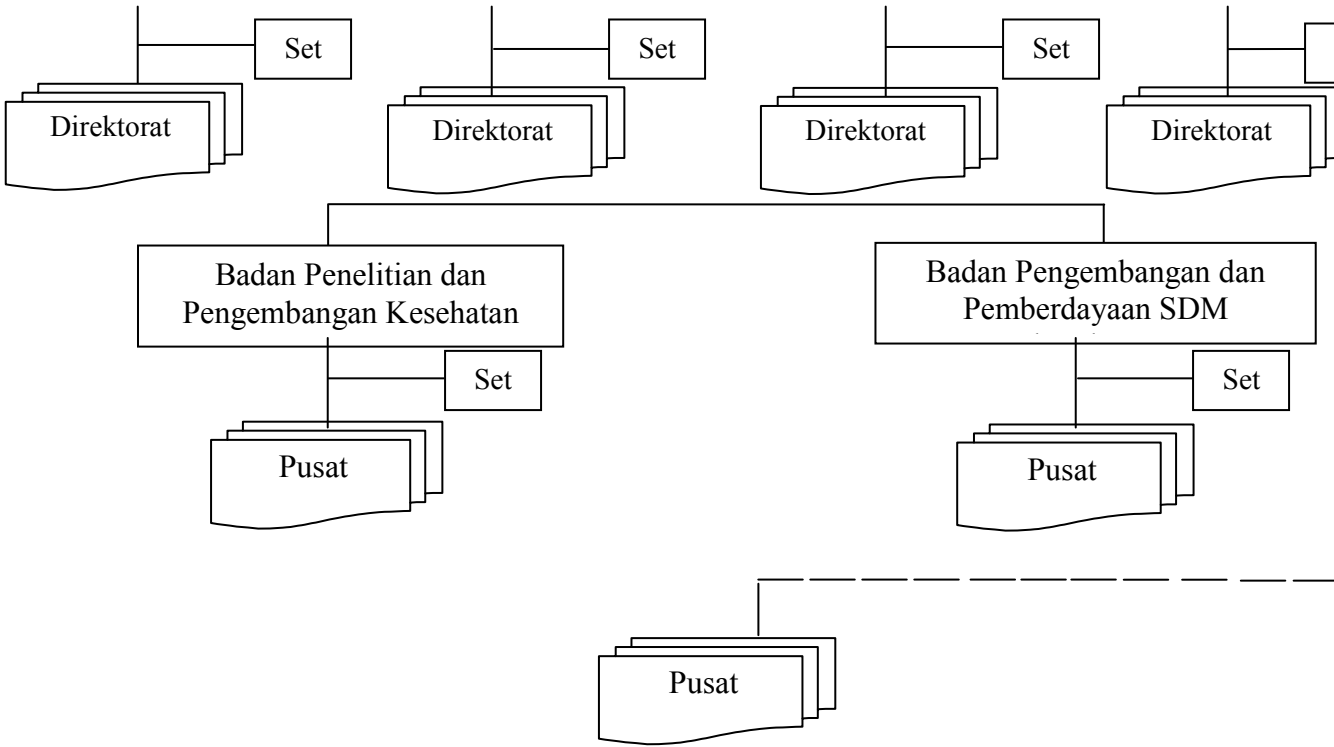 Set
Set
Set
Direktorat
Direktorat
Direktorat
Direktorat
Badan Penelitian dan
Pengembangan Kesehatan
Badan Pengembangan dan
Pemberdayaan SDM
Set
Set
Pusat
Pusat
Pusat